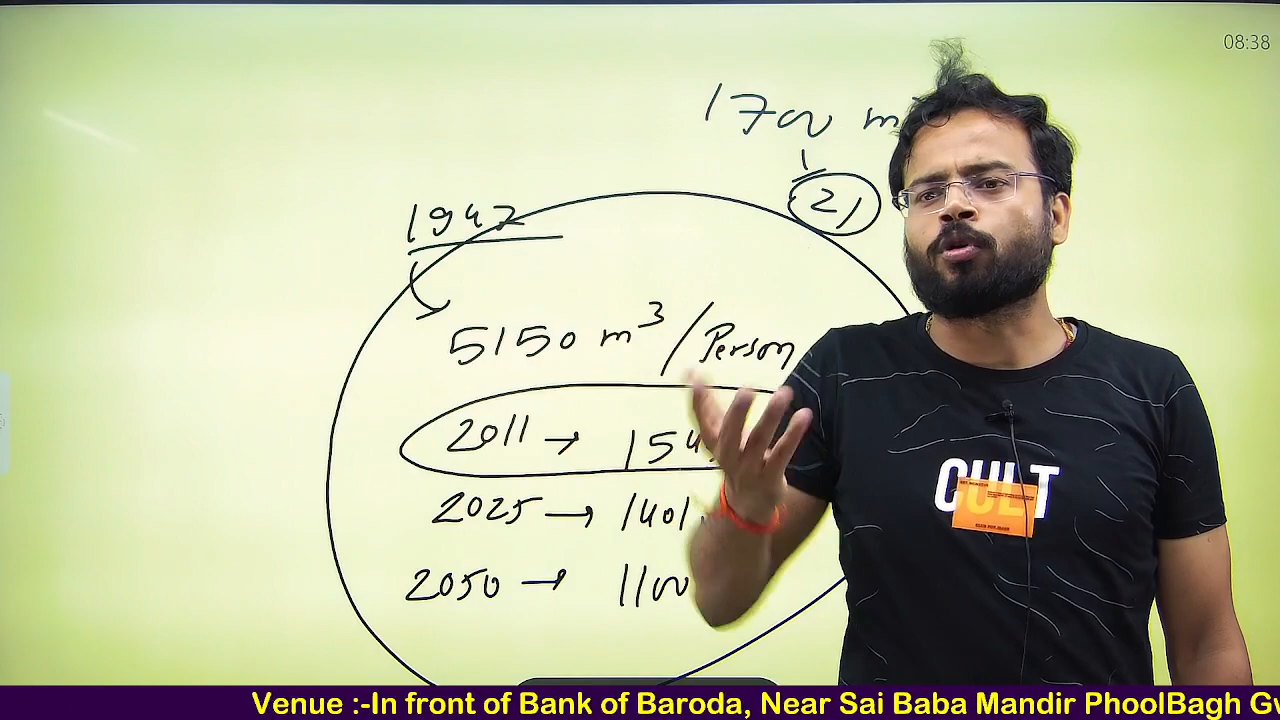 08:38
1700 m
21
1947
5150 m³/Person
2011 → 154
2025 → 1401
2050 → 1100
CULT
Venue :-In front of Bank of Baroda, Near Sai Baba Mandir PhoolBagh Gw